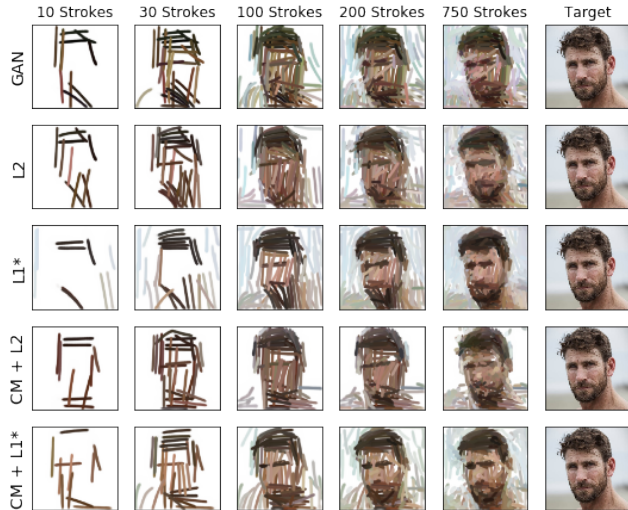 10 Strokes 30 Strokes 100 Strokes 200 Strokes 750 Strokes Target
GAN
L2
L1*
CM + L2
CM + L1*